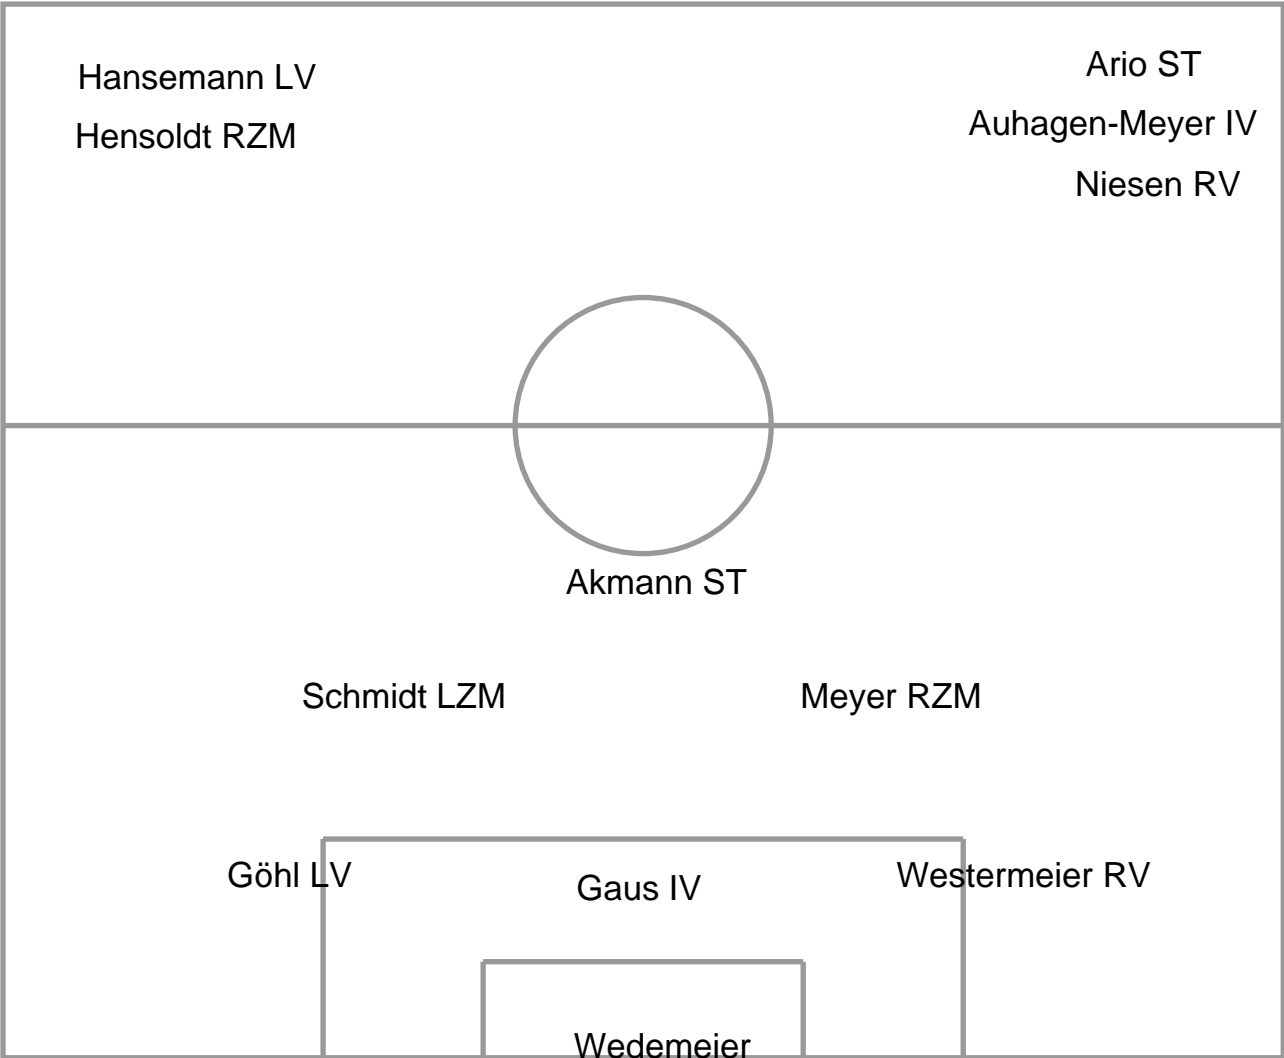 Hansemann LV
Hensoldt RZM
Ario ST
Auhagen-Meyer IV
Niesen RV
Akmann ST
Schmidt LZM
Meyer RZM
Göhl LV
Gaus IV
Westermeier RV
Wedemeier